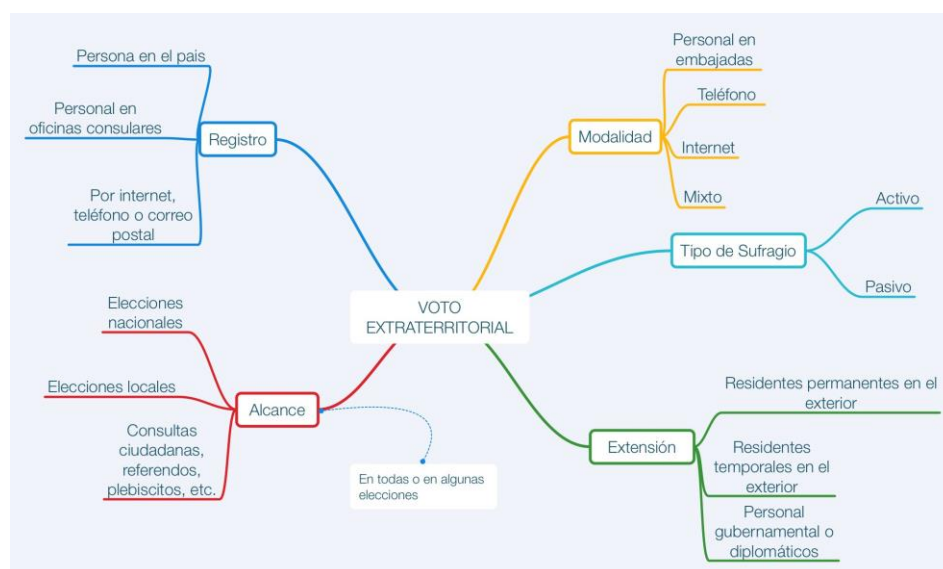 VOTO
EXTRATERRITORIAL
Registro
Persona en el pais
Personal en
oficinas consulares
Por internet,
teléfono o correo
postal
Alcance
Elecciones
nacionales
Elecciones locales
Consultas
ciudadanas,
referendos,
plebiscitos, etc.
En todas o en algunas
elecciones
Modalidad
Personal en
embajadas
Teléfono
Internet
Mixto
Tipo de Sufragio
Activo
Pasivo
Extensión
Residentes permanentes en el
exterior
Residentes
temporales en el
exterior
Personal
gubernamental o
diplomáticos